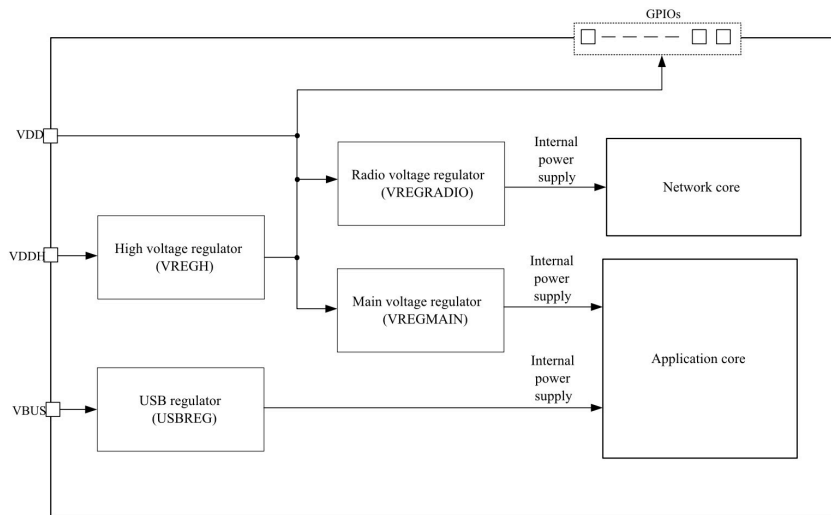 GPIOs
VDD
Internal
power
supply
Radio voltage regulator
(VREGRADIO)
Network core
VDDH
High voltage regulator
(VREGH)
Internal
power
supply
Main voltage regulator
(VREGMAIN)
Application core
Internal
power
supply
VBUS
USB regulator
(USBREG)